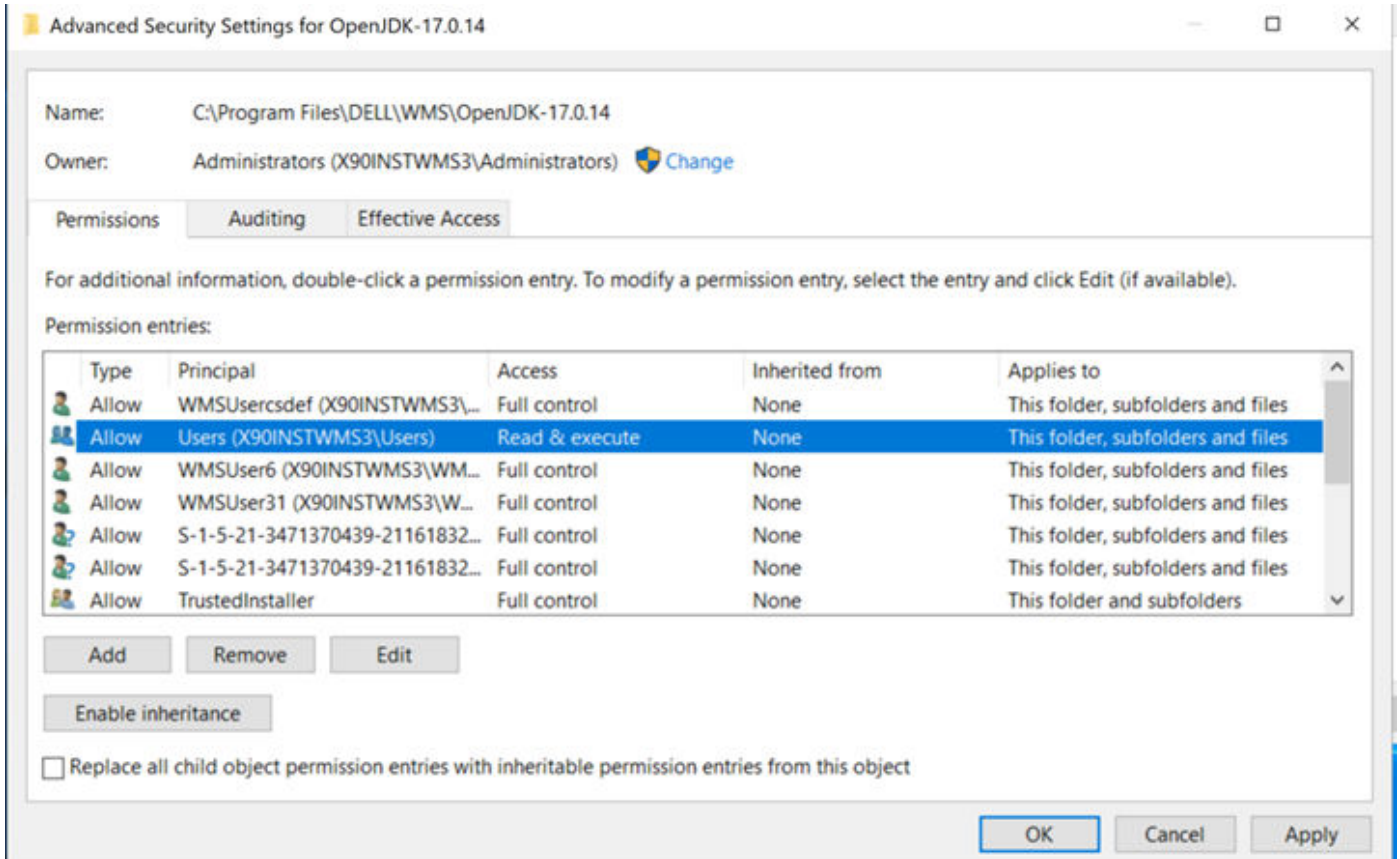 Advanced Security Settings for OpenJDK-17.0.14
Name: C:\Program Files\DELL\WMS\OpenJDK-17.0.14
Owner: Administrators (X90INSTWMS3\Administrators) Change
Permissions Auditing Effective Access
For additional information, double-click a permission entry. To modify a permission entry, select the entry and click Edit (if available).
Permission entries:
Type Principal Access Inherited from Applies to
Allow WMSUsercsdef (X90INSTWMS3\... Full control None This folder, subfolders and files
Allow Users (X90INSTWMS3\Users) Read & execute None This folder, subfolders and files
Allow WMSUser6 (X90INSTWMS3\WM... Full control None This folder, subfolders and files
Allow WMSUser31 (X90INSTWMS3\W... Full control None This folder, subfolders and files
Allow S-1-5-21-3471370439-21161832... Full control None This folder, subfolders and files
Allow S-1-5-21-3471370439-21161832... Full control None This folder, subfolders and files
Allow TrustedInstaller Full control None This folder and subfolders
Add Remove Edit
Enable inheritance
Replace all child object permission entries with inheritable permission entries from this object
OK Cancel Apply